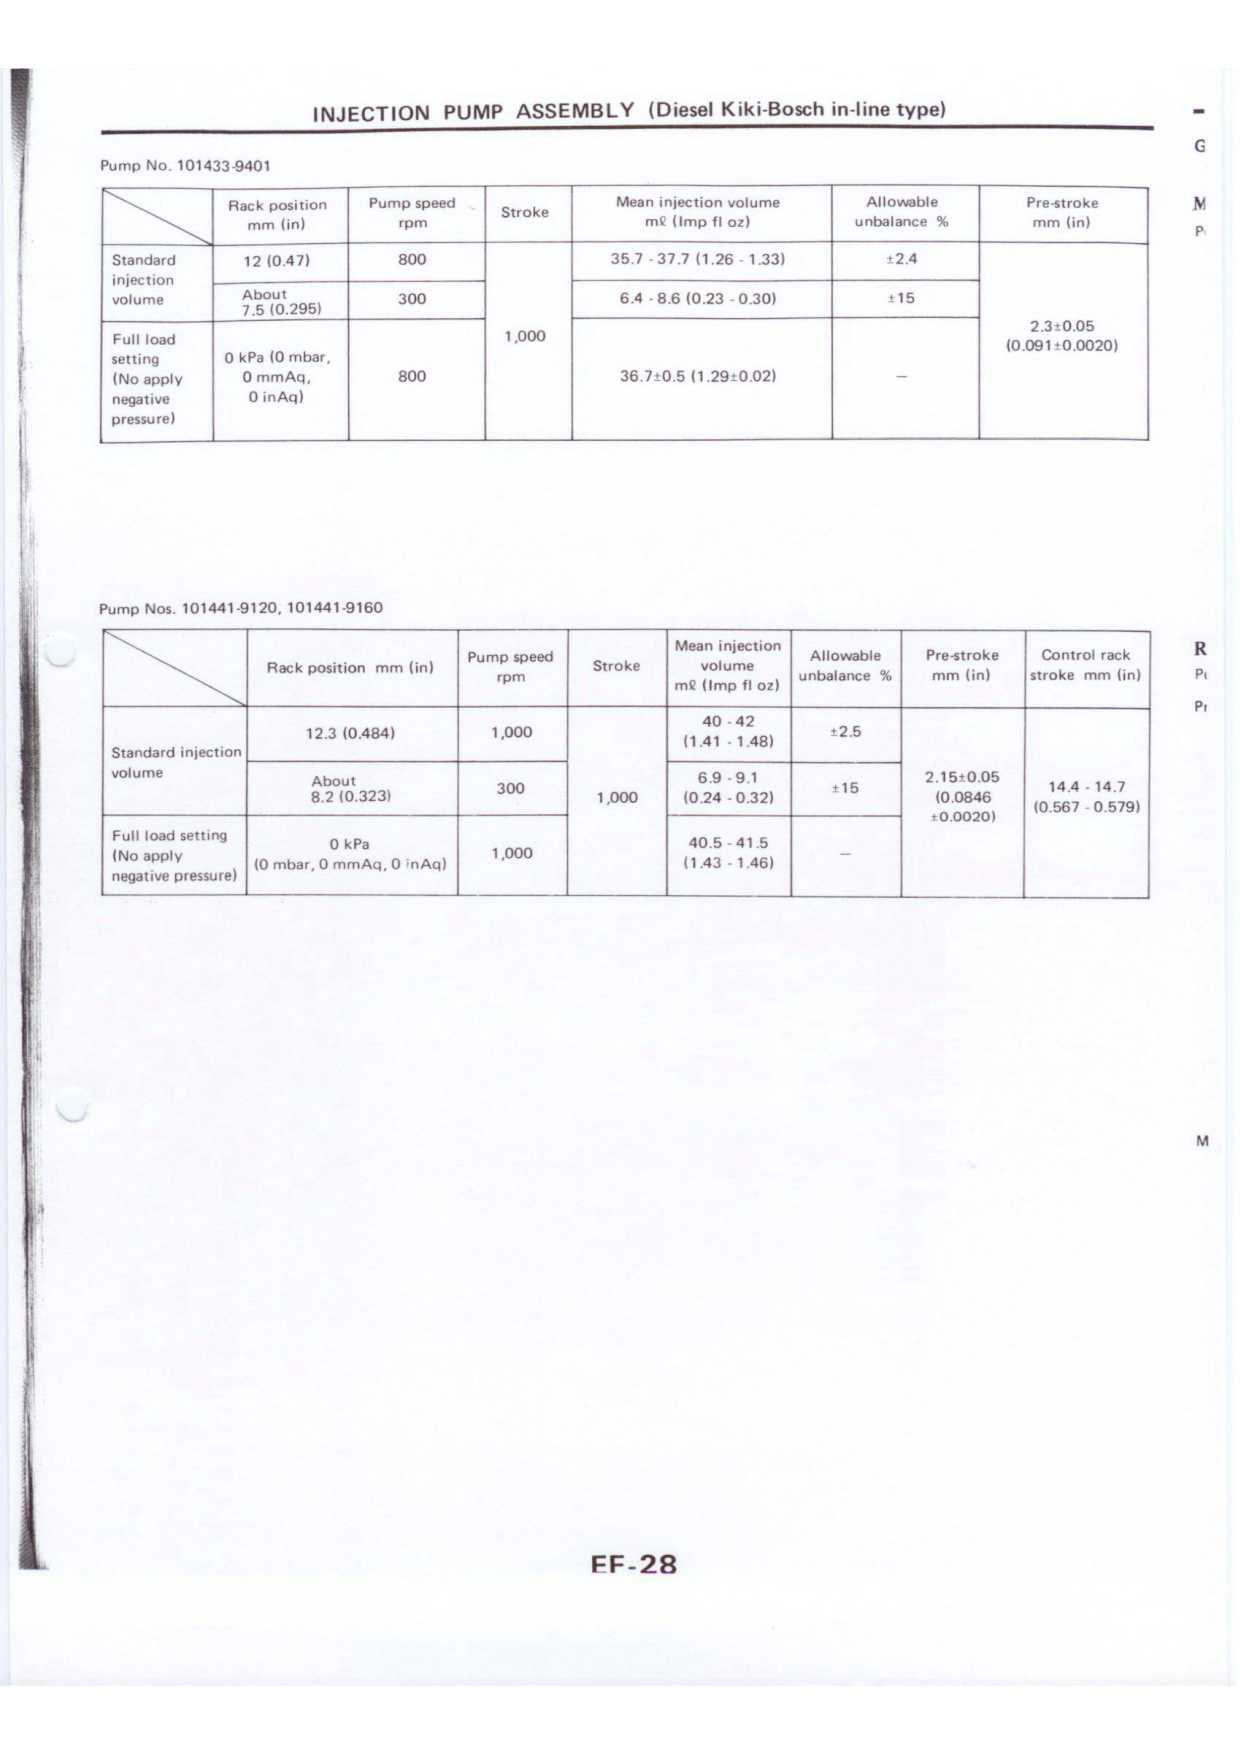 INJECTION PUMP ASSEMBLY (Diesel Kiki-Bosch in-line type)
Pump No. 101433-9401
Rack position
mm (in)
Pump speed
rpm
Stroke
Mean injection volume
mℓ (Imp fl oz)
Allowable
unbalance %
Pre-stroke
mm (in)
Standard
injection
volume
12 (0.47)
800
35.7 - 37.7 (1.26 - 1.33)
±2.4
About
7.5 (0.295)
300
6.4 - 8.6 (0.23 - 0.30)
±15
1,000
2.3±0.05
(0.091±0.0020)
Full load
setting
(No apply
negative
pressure)
0 kPa (0 mbar,
0 mmAq,
0 inAq)
800
36.7±0.5 (1.29±0.02)
—
Pump Nos. 101441-9120, 101441-9160
Rack position mm (in)
Pump speed
rpm
Stroke
Mean injection
volume
mℓ (Imp fl oz)
Allowable
unbalance %
Pre-stroke
mm (in)
Control rack
stroke mm (in)
Standard injection
volume
12.3 (0.484)
1,000
40 - 42
(1.41 - 1.48)
±2.5
About
8.2 (0.323)
300
1,000
6.9 - 9.1
(0.24 - 0.32)
±15
2.15±0.05
(0.0846
±0.0020)
14.4 - 14.7
(0.567 - 0.579)
Full load setting
(No apply
negative pressure)
0 kPa
(0 mbar, 0 mmAq, 0 inAq)
1,000
40.5 - 41.5
(1.43 - 1.46)
—
EF-28
G
M
R
M